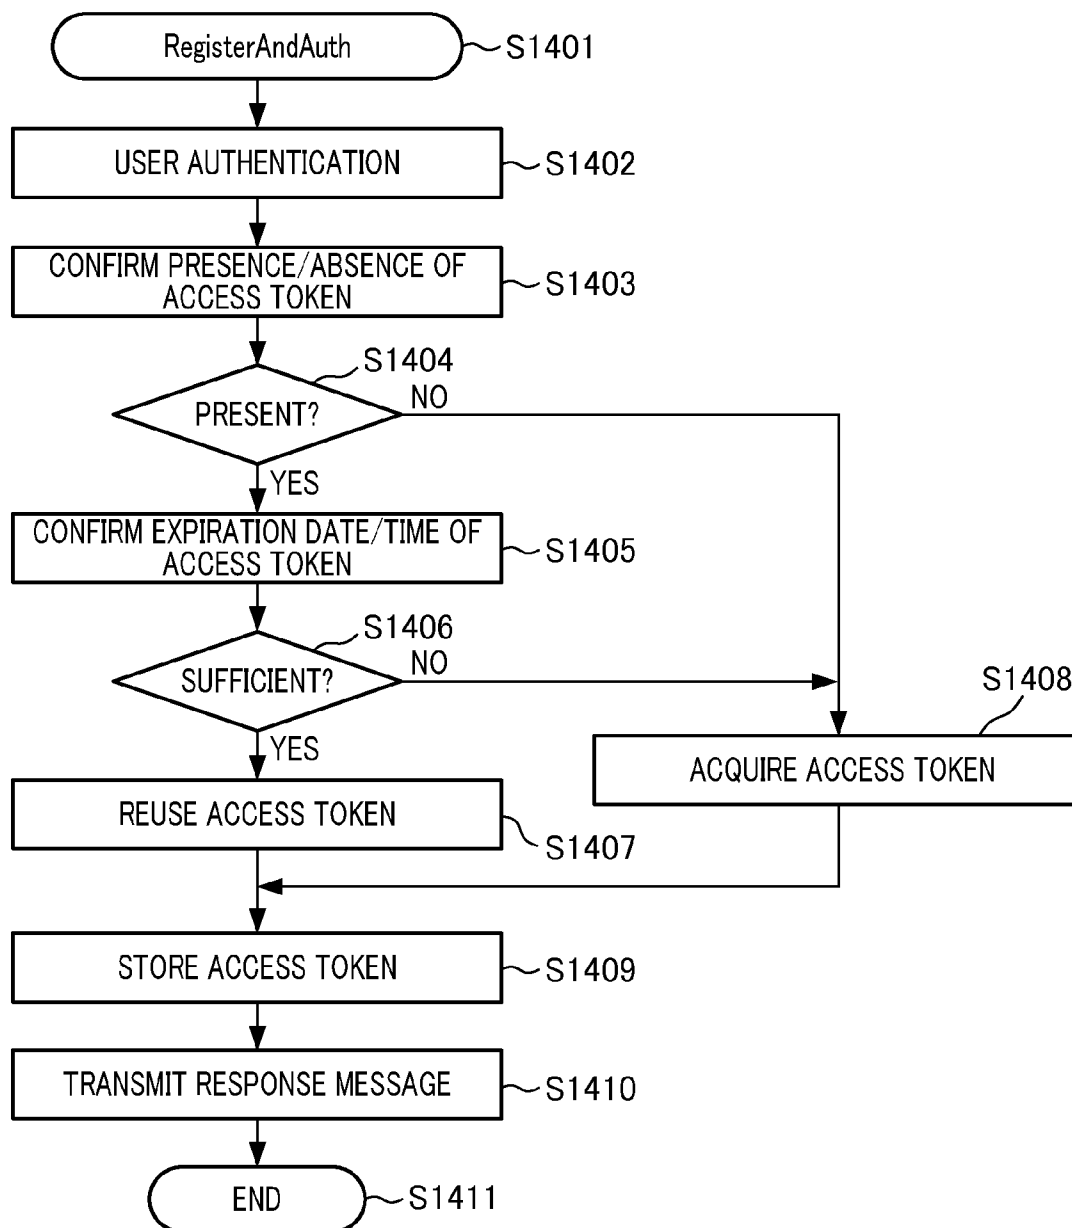 RegisterAndAuth
S1401
USER AUTHENTICATION
S1402
CONFIRM PRESENCE/ABSENCE OF
ACCESS TOKEN
S1403
S1404
PRESENT?
NO
YES
CONFIRM EXPIRATION DATE/TIME OF
ACCESS TOKEN
S1405
S1406
SUFFICIENT?
NO
YES
S1408
ACQUIRE ACCESS TOKEN
REUSE ACCESS TOKEN
S1407
STORE ACCESS TOKEN
S1409
TRANSMIT RESPONSE MESSAGE
S1410
END
S1411